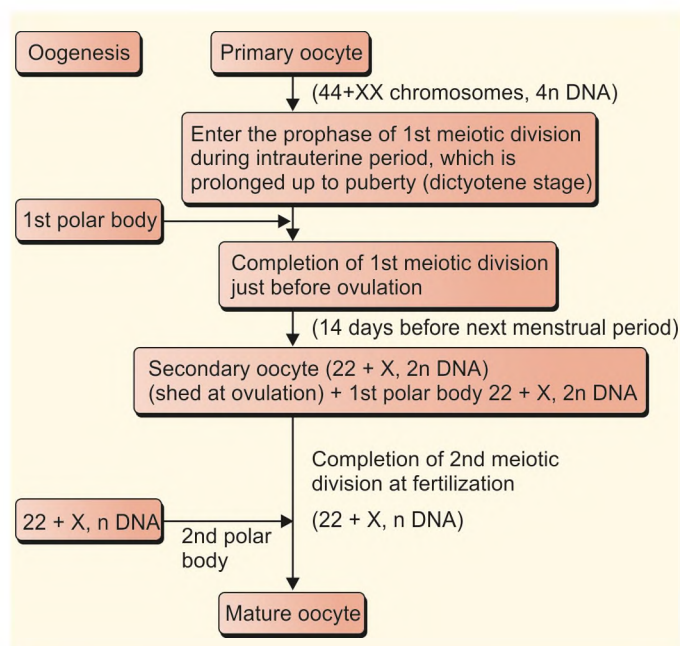 Oogenesis
Primary oocyte
(44+XX chromosomes, 4n DNA)
Enter the prophase of 1st meiotic division
during intrauterine period, which is
prolonged up to puberty (dictyotene stage)
1st polar body
Completion of 1st meiotic division
just before ovulation
(14 days before next menstrual period)
Secondary oocyte (22 + X, 2n DNA)
(shed at ovulation) + 1st polar body 22 + X, 2n DNA
Completion of 2nd meiotic
division at fertilization
22 + X, n DNA
(22 + X, n DNA)
2nd polar
body
Mature oocyte